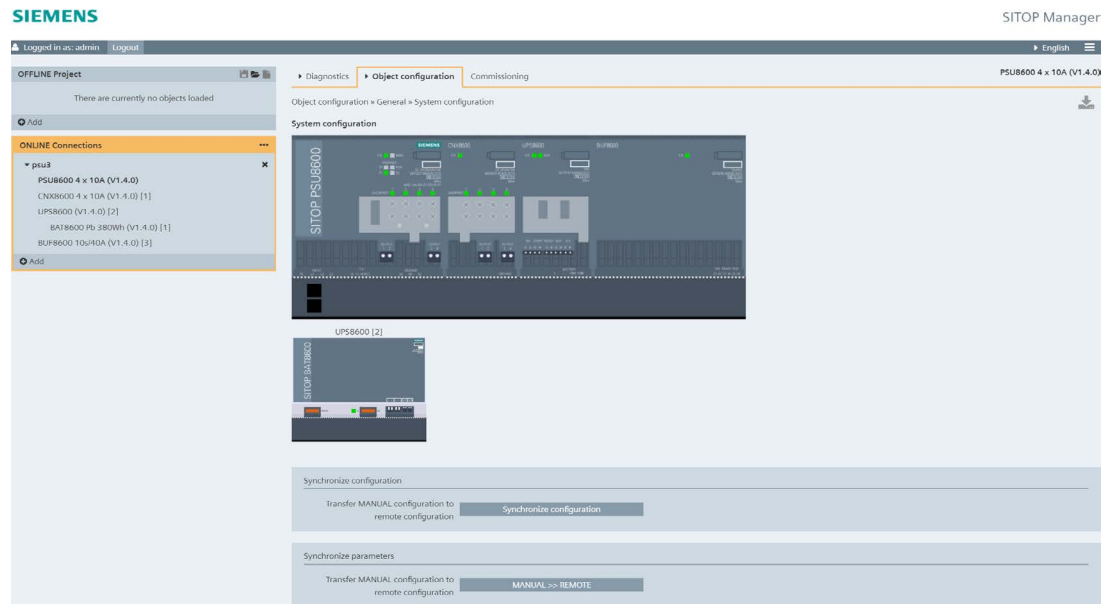 SIEMENS
SITOP Manager
Logged in as: admin Logout
English
OFFLINE Project
There are currently no objects loaded
Add
ONLINE Connections
psu3
PSU8600 4 x 10A (V1.4.0)
CNX8600 4 x 10A (V1.4.0) [1]
UPS8600 (V1.4.0) [2]
BAT8600 Pb 380Wh (V1.4.0) [1]
BUF8600 10s/40A (V1.4.0) [3]
Add
Diagnostics Object configuration Commissioning
PSU8600 4 x 10A (V1.4.0)
Object configuration » General » System configuration
System configuration
SITOP PSU8600
SIEMENS CNX8600 UPS8600 BUF8600
UPS8600 [2]
SITOP BAT8600
Synchronize configuration
Transfer MANUAL configuration to
remote configuration
Synchronize configuration
Synchronize parameters
Transfer MANUAL configuration to
remote configuration
MANUAL >> REMOTE